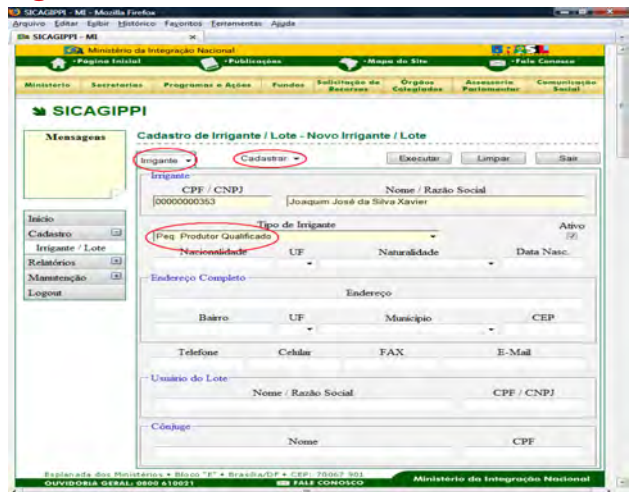 SICAGIPPI - MI - Mozilla Firefox
Arquivo Editar Exibir Histórico Favoritos Ferramentas Ajuda
SICAGIPPI - MI
Ministério da Integração Nacional
•Página Inicial •Publicações •Mapa do Site •Fale Conosco
Ministério Secretarias Programas e Ações Fundos Solicitação de Recursos Órgãos Colegiados Assessoria Parlamentar Comunicação Social
SICAGIPPI
Mensagens
Cadastro de Irrigante / Lote - Novo Irrigante / Lote
Irrigante Cadastrar Executar Limpar Sair
Irrigante
CPF / CNPJ Nome / Razão Social
00000000353 Joaquim José da Silva Xavier
Tipo de Irrigante Ativo
Peq. Produtor Qualificado
Nacionalidade UF Naturalidade Data Nasc.
Início
Cadastro
Irrigante / Lote
Relatórios
Manutenção
Logout
Endereço Completo
Endereço
Bairro UF Município CEP
Telefone Celular FAX E-Mail
Usuário do Lote
Nome / Razão Social CPF / CNPJ
Cônjuge
Nome CPF
Esplanada dos Ministérios • Bloco "E" • Brasília/DF • CEP: 70067-901
OUVIDORIA GERAL: 0800 610021 FALE CONOSCO Ministério da Integração Nacional